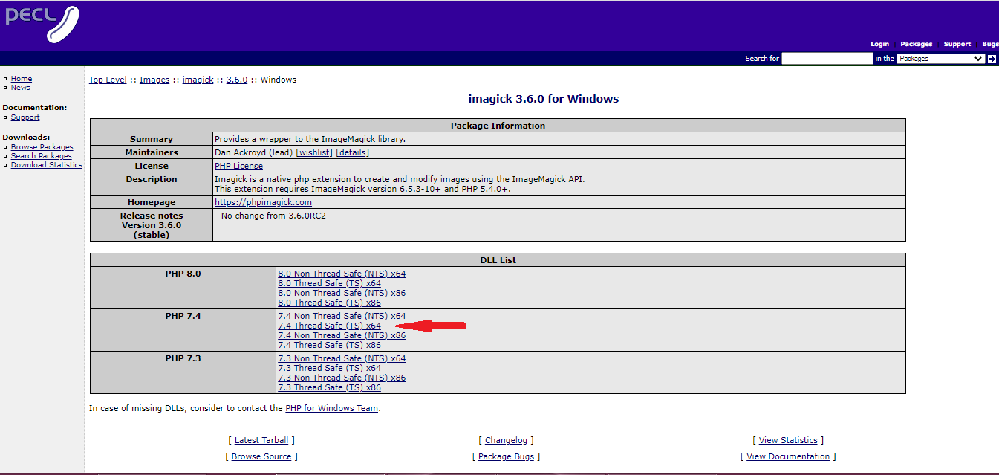 PECL
Login Packages Support Bugs
Search for in the Packages
Home
News
Documentation:
Support
Downloads:
Browse Packages
Search Packages
Download Statistics
Top Level :: Images :: imagick :: 3.6.0 :: Windows
imagick 3.6.0 for Windows
Package Information
Summary Provides a wrapper to the ImageMagick library.
Maintainers Dan Ackroyd (lead) [wishlist] [details]
License PHP License
Description Imagick is a native php extension to create and modify images using the ImageMagick API.
This extension requires ImageMagick version 6.5.3-10+ and PHP 5.4.0+.
Homepage https://phpimagick.com
Release notes - No change from 3.6.0RC2
Version 3.6.0
(stable)
DLL List
PHP 8.0 8.0 Non Thread Safe (NTS) x64
8.0 Thread Safe (TS) x64
8.0 Non Thread Safe (NTS) x86
8.0 Thread Safe (TS) x86
PHP 7.4 7.4 Non Thread Safe (NTS) x64
7.4 Thread Safe (TS) x64
7.4 Non Thread Safe (NTS) x86
7.4 Thread Safe (TS) x86
PHP 7.3 7.3 Non Thread Safe (NTS) x64
7.3 Thread Safe (TS) x64
7.3 Non Thread Safe (NTS) x86
7.3 Thread Safe (TS) x86
In case of missing DLLs, consider to contact the PHP for Windows Team.
[ Latest Tarball ] [ Changelog ] [ View Statistics ]
[ Browse Source ] [ Package Bugs ] [ View Documentation ]